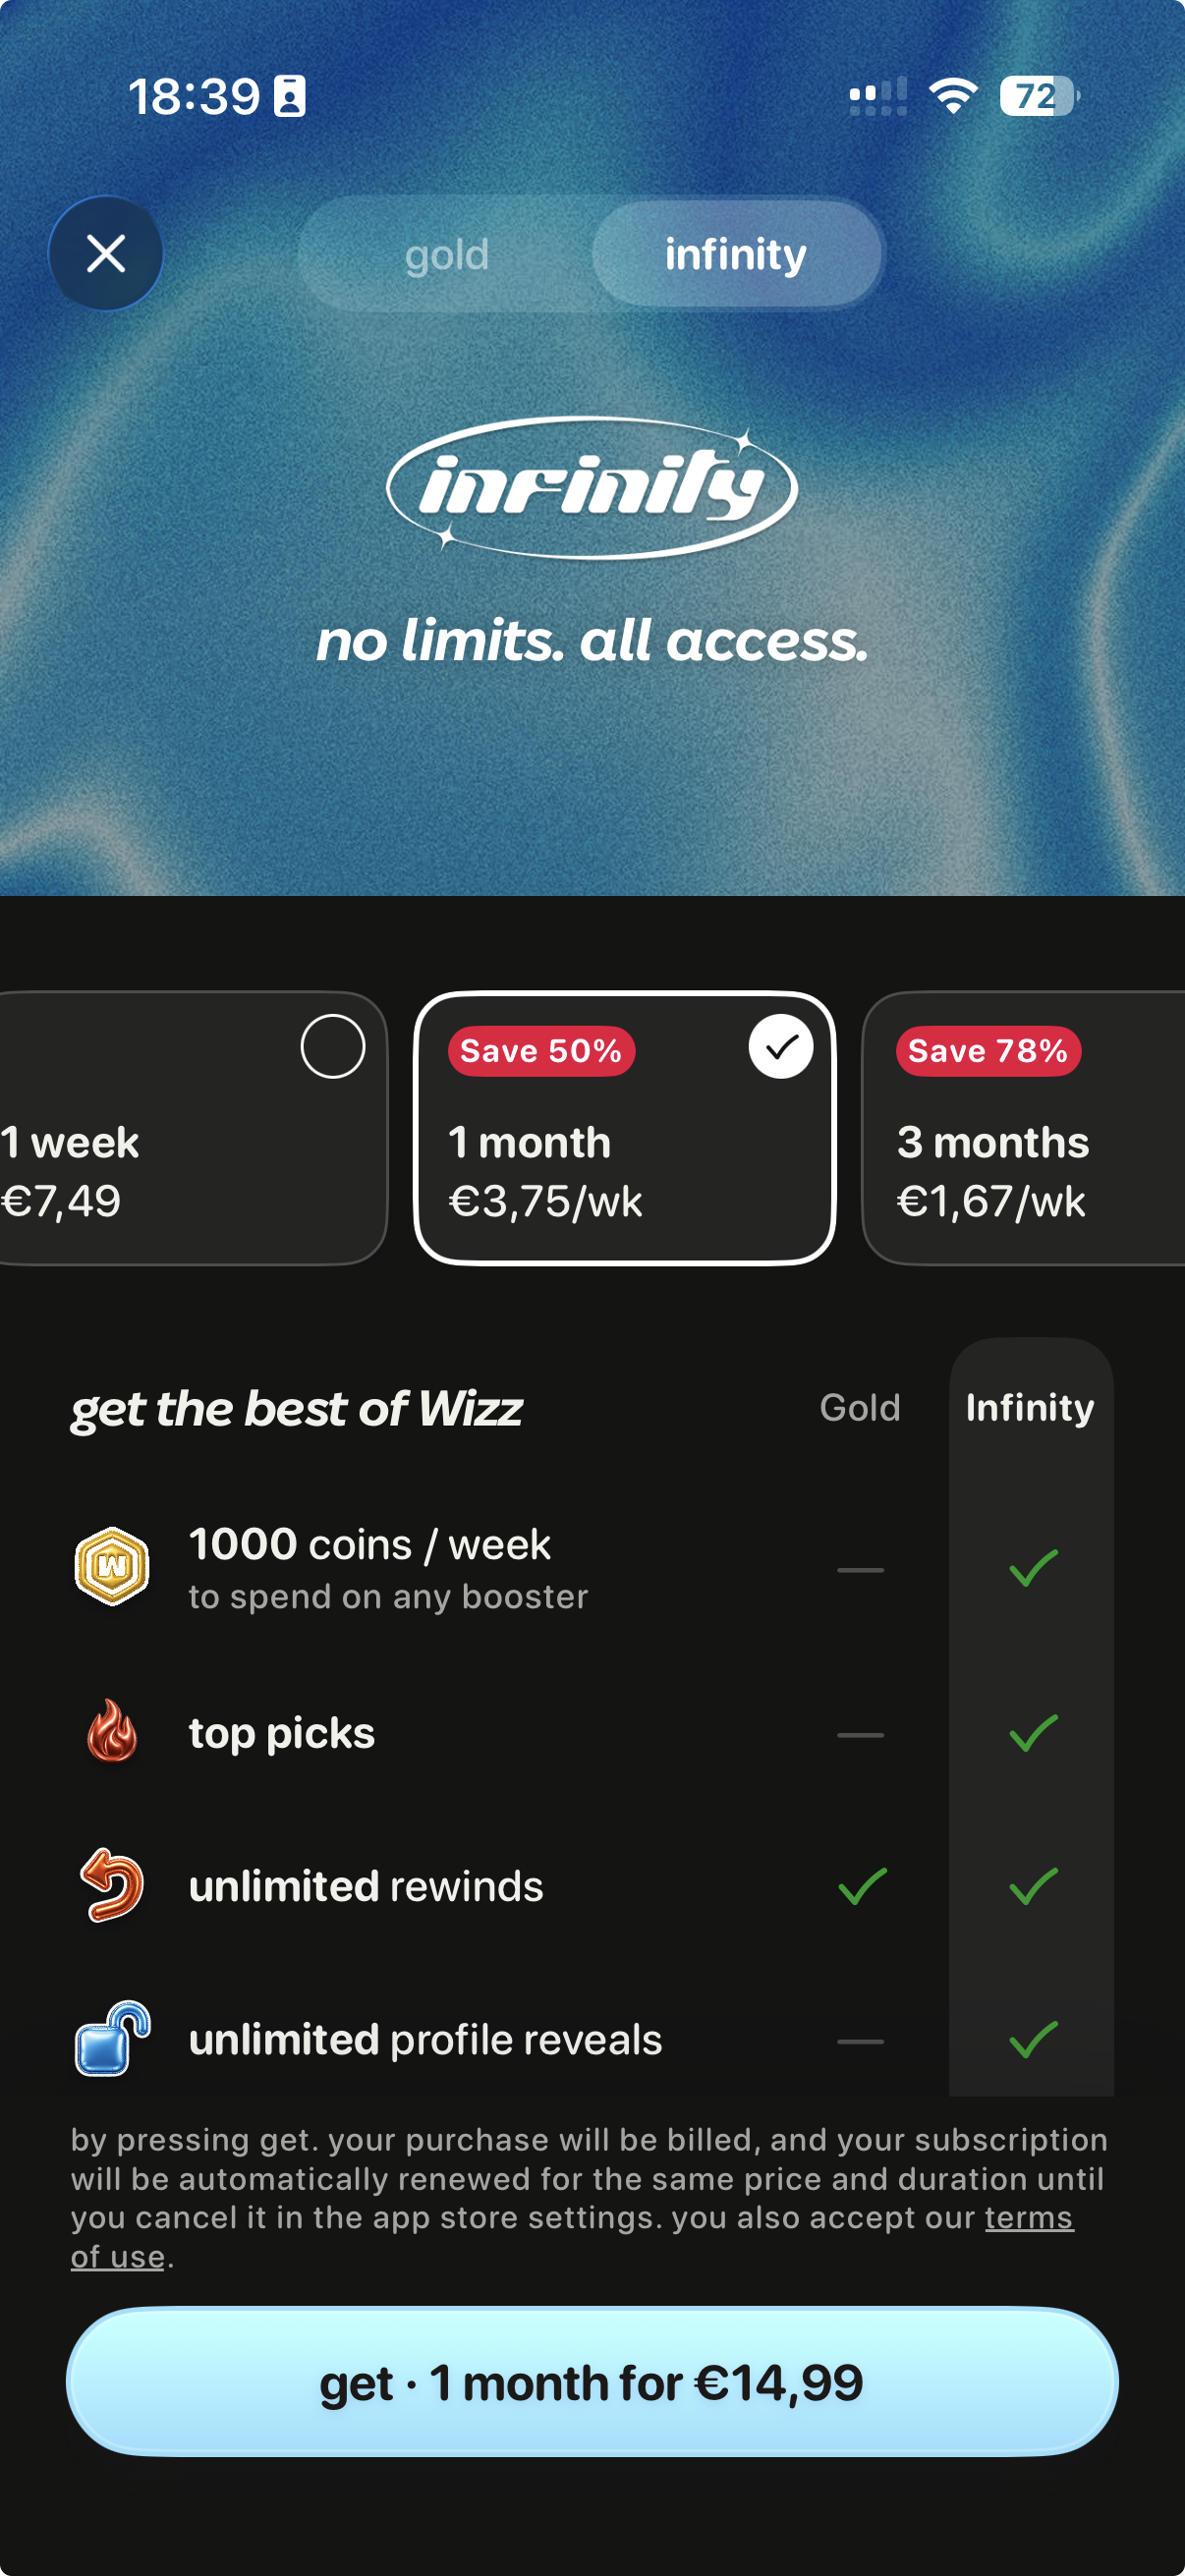 18:39
72
gold
infinity
infinity
no limits. all access.
1 week
€7,49
Save 50%
1 month
€3,75/wk
Save 78%
3 months
€1,67/wk
get the best of Wizz
Gold
Infinity
W
1000 coins / week
to spend on any booster
top picks
unlimited rewinds
unlimited profile reveals
by pressing get. your purchase will be billed, and your subscription
will be automatically renewed for the same price and duration until
you cancel it in the app store settings. you also accept our terms
of use.
get · 1 month for €14,99